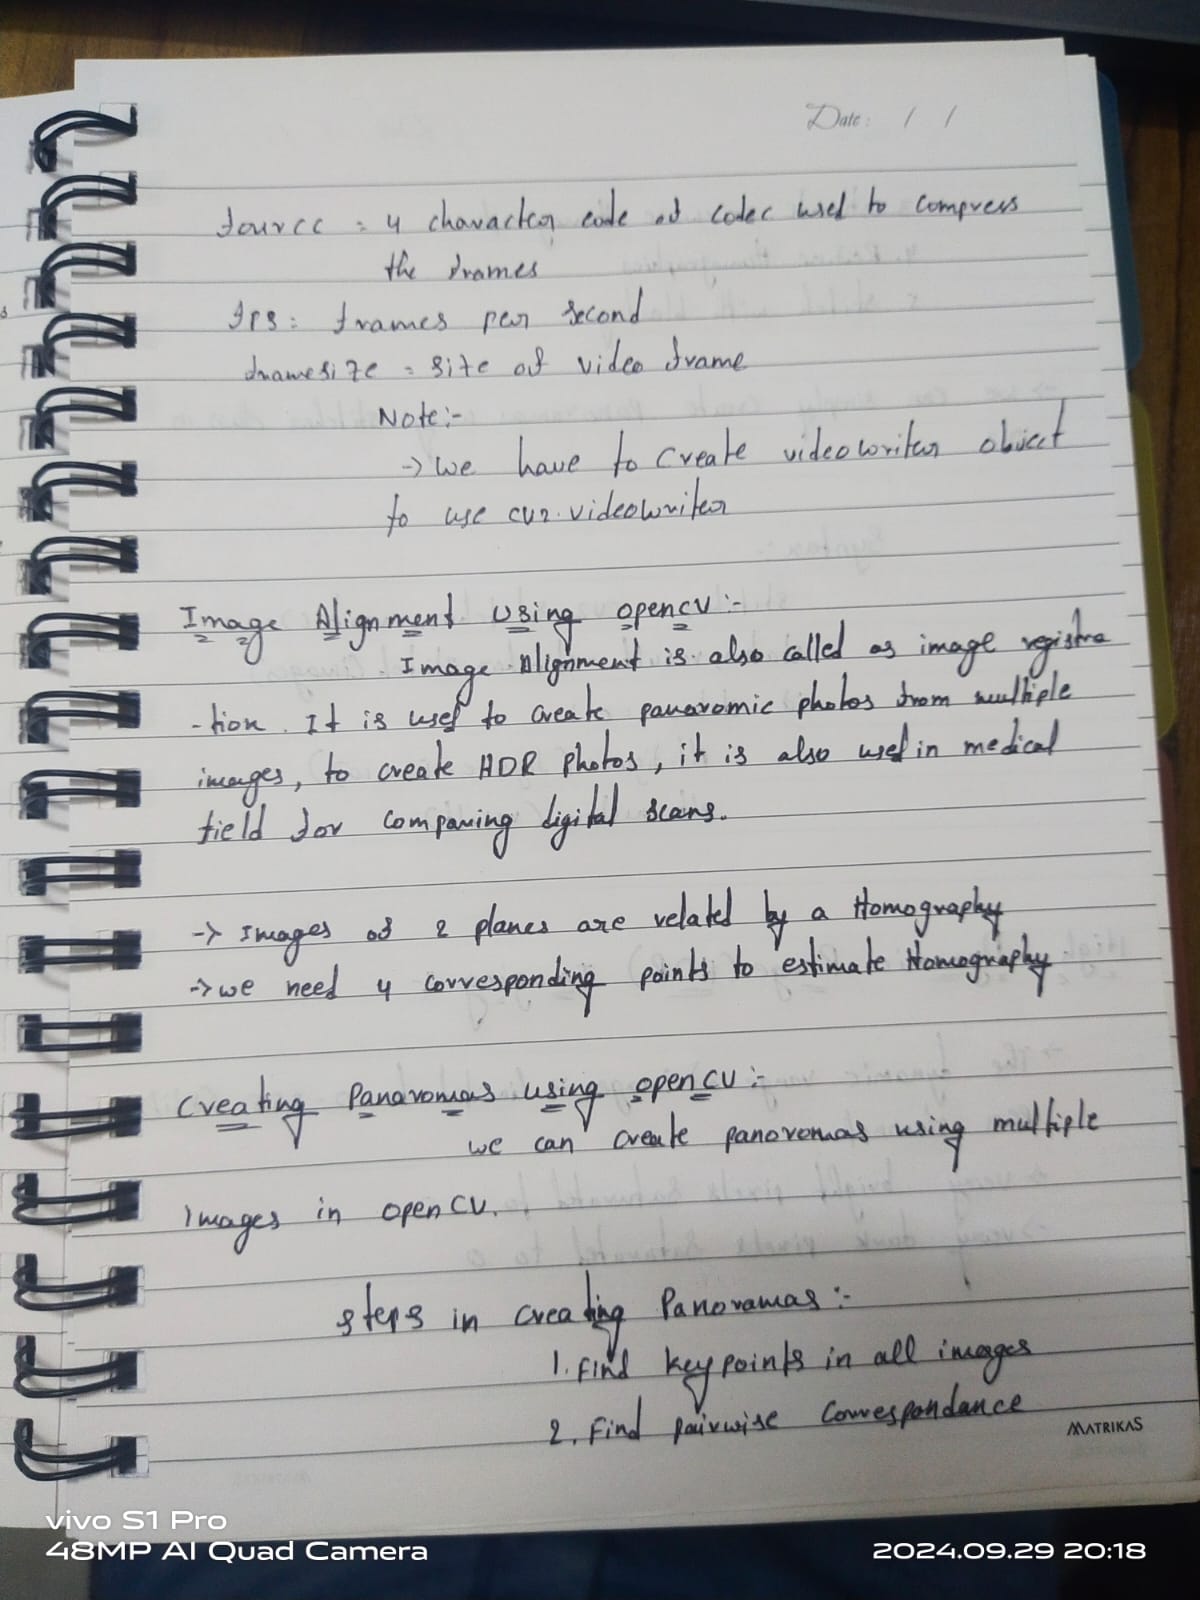 Date: / /
fourcc = 4 character code of codec used to compress
the frames
fps = frames per second
framesize = size of video frame
Note:-
-> we have to create videowriter object
to use cv2.videowriter
Image Alignment Using opencv:-
Image Alignment is also called as image registra
-tion. It is used to create panaromic photos from multiple
images, to create HDR photos, it is also used in medical
field for comparing digital scans.
-> Images of 2 planes are related by a Homography
-> we need 4 corresponding points to estimate Homography
Creating Panaromas using openCV:-
we can create panoromas using multiple
images in openCV.
steps in creating Panoramas:-
1. Find keypoints in all images
2. Find pairwise Correspondance
MATRIKAS
vivo S1 Pro
48MP AI Quad Camera
2024.09.29 20:18